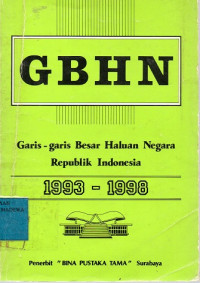 GBHN
Garis - garis Besar Haluan Negara
Republik Indonesia
1993 - 1998
Penerbit "BINA PUSTAKA TAMA" Surabaya